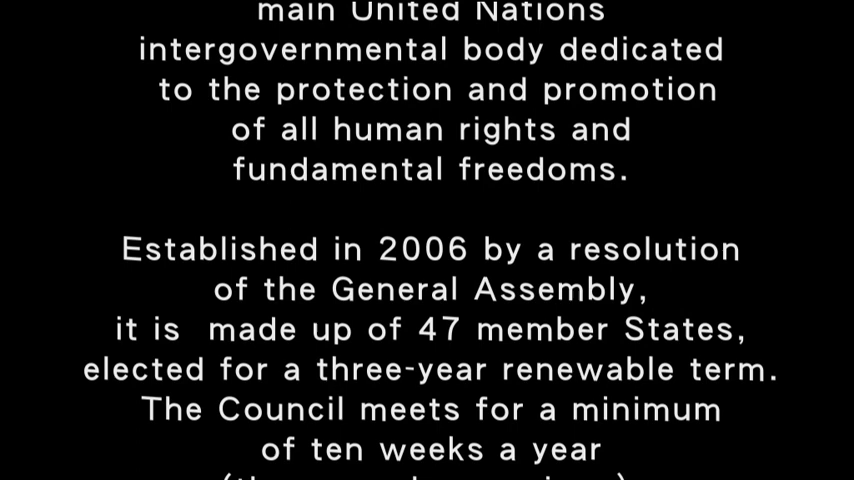 main United Nations
intergovernmental body dedicated
to the protection and promotion
of all human rights and
fundamental freedoms.
Established in 2006 by a resolution
of the General Assembly,
it is  made up of 47 member States,
elected for a three-year renewable term.
The Council meets for a minimum
of ten weeks a year